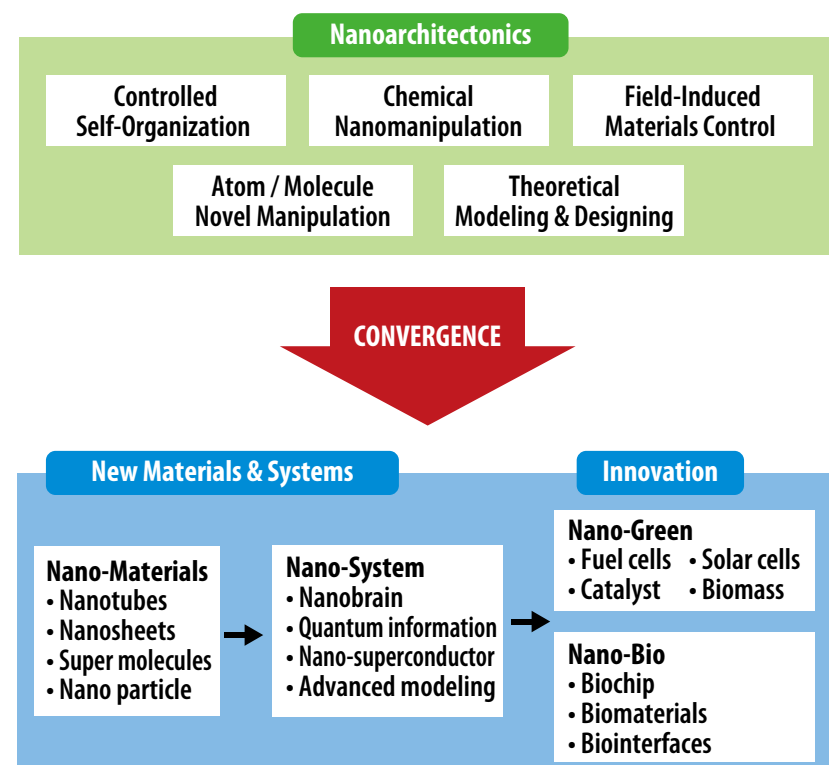 Nanoarchitectonics
Controlled
Self-Organization
Chemical
Nanomanipulation
Field-Induced
Materials Control
Atom / Molecule
Novel Manipulation
Theoretical
Modeling & Designing
CONVERGENCE
New Materials & Systems
Nano-Materials
• Nanotubes
• Nanosheets
• Super molecules
• Nano particle
Nano-System
• Nanobrain
• Quantum information
• Nano-superconductor
• Advanced modeling
Innovation
Nano-Green
• Fuel cells • Solar cells
• Catalyst • Biomass
Nano-Bio
• Biochip
• Biomaterials
• Biointerfaces